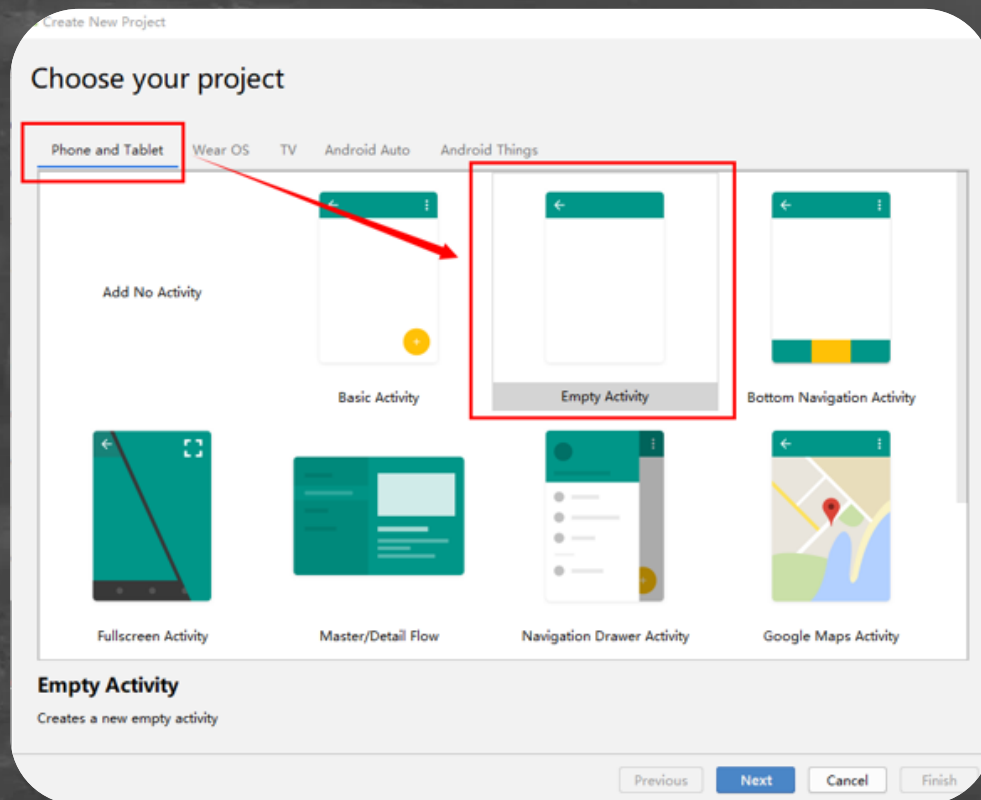 Create New Project
Choose your project
Phone and Tablet Wear OS TV Android Auto Android Things
Add No Activity
Basic Activity
Empty Activity
Bottom Navigation Activity
Fullscreen Activity
Master/Detail Flow
Navigation Drawer Activity
Google Maps Activity
Empty Activity
Creates a new empty activity
Previous Next Cancel Finish